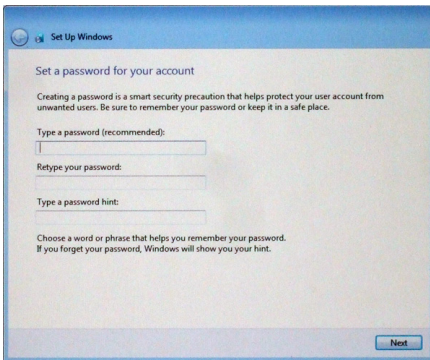 Set Up Windows
Set a password for your account
Creating a password is a smart security precaution that helps protect your user account from
unwanted users. Be sure to remember your password or keep it in a safe place.
Type a password (recommended):
Retype your password:
Type a password hint:
Choose a word or phrase that helps you remember your password.
If you forget your password, Windows will show you your hint.
Next